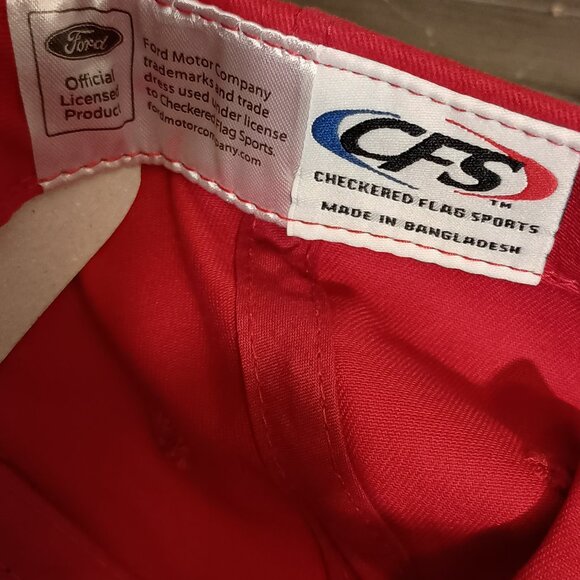 Ford
Official
Licensed
Product
Ford Motor Company
trademarks and trade
dress used under license
to Checkered Flag Sports.
fordmotorcompany.com
CFS
TM
CHECKERED FLAG SPORTS
MADE IN BANGLADESH